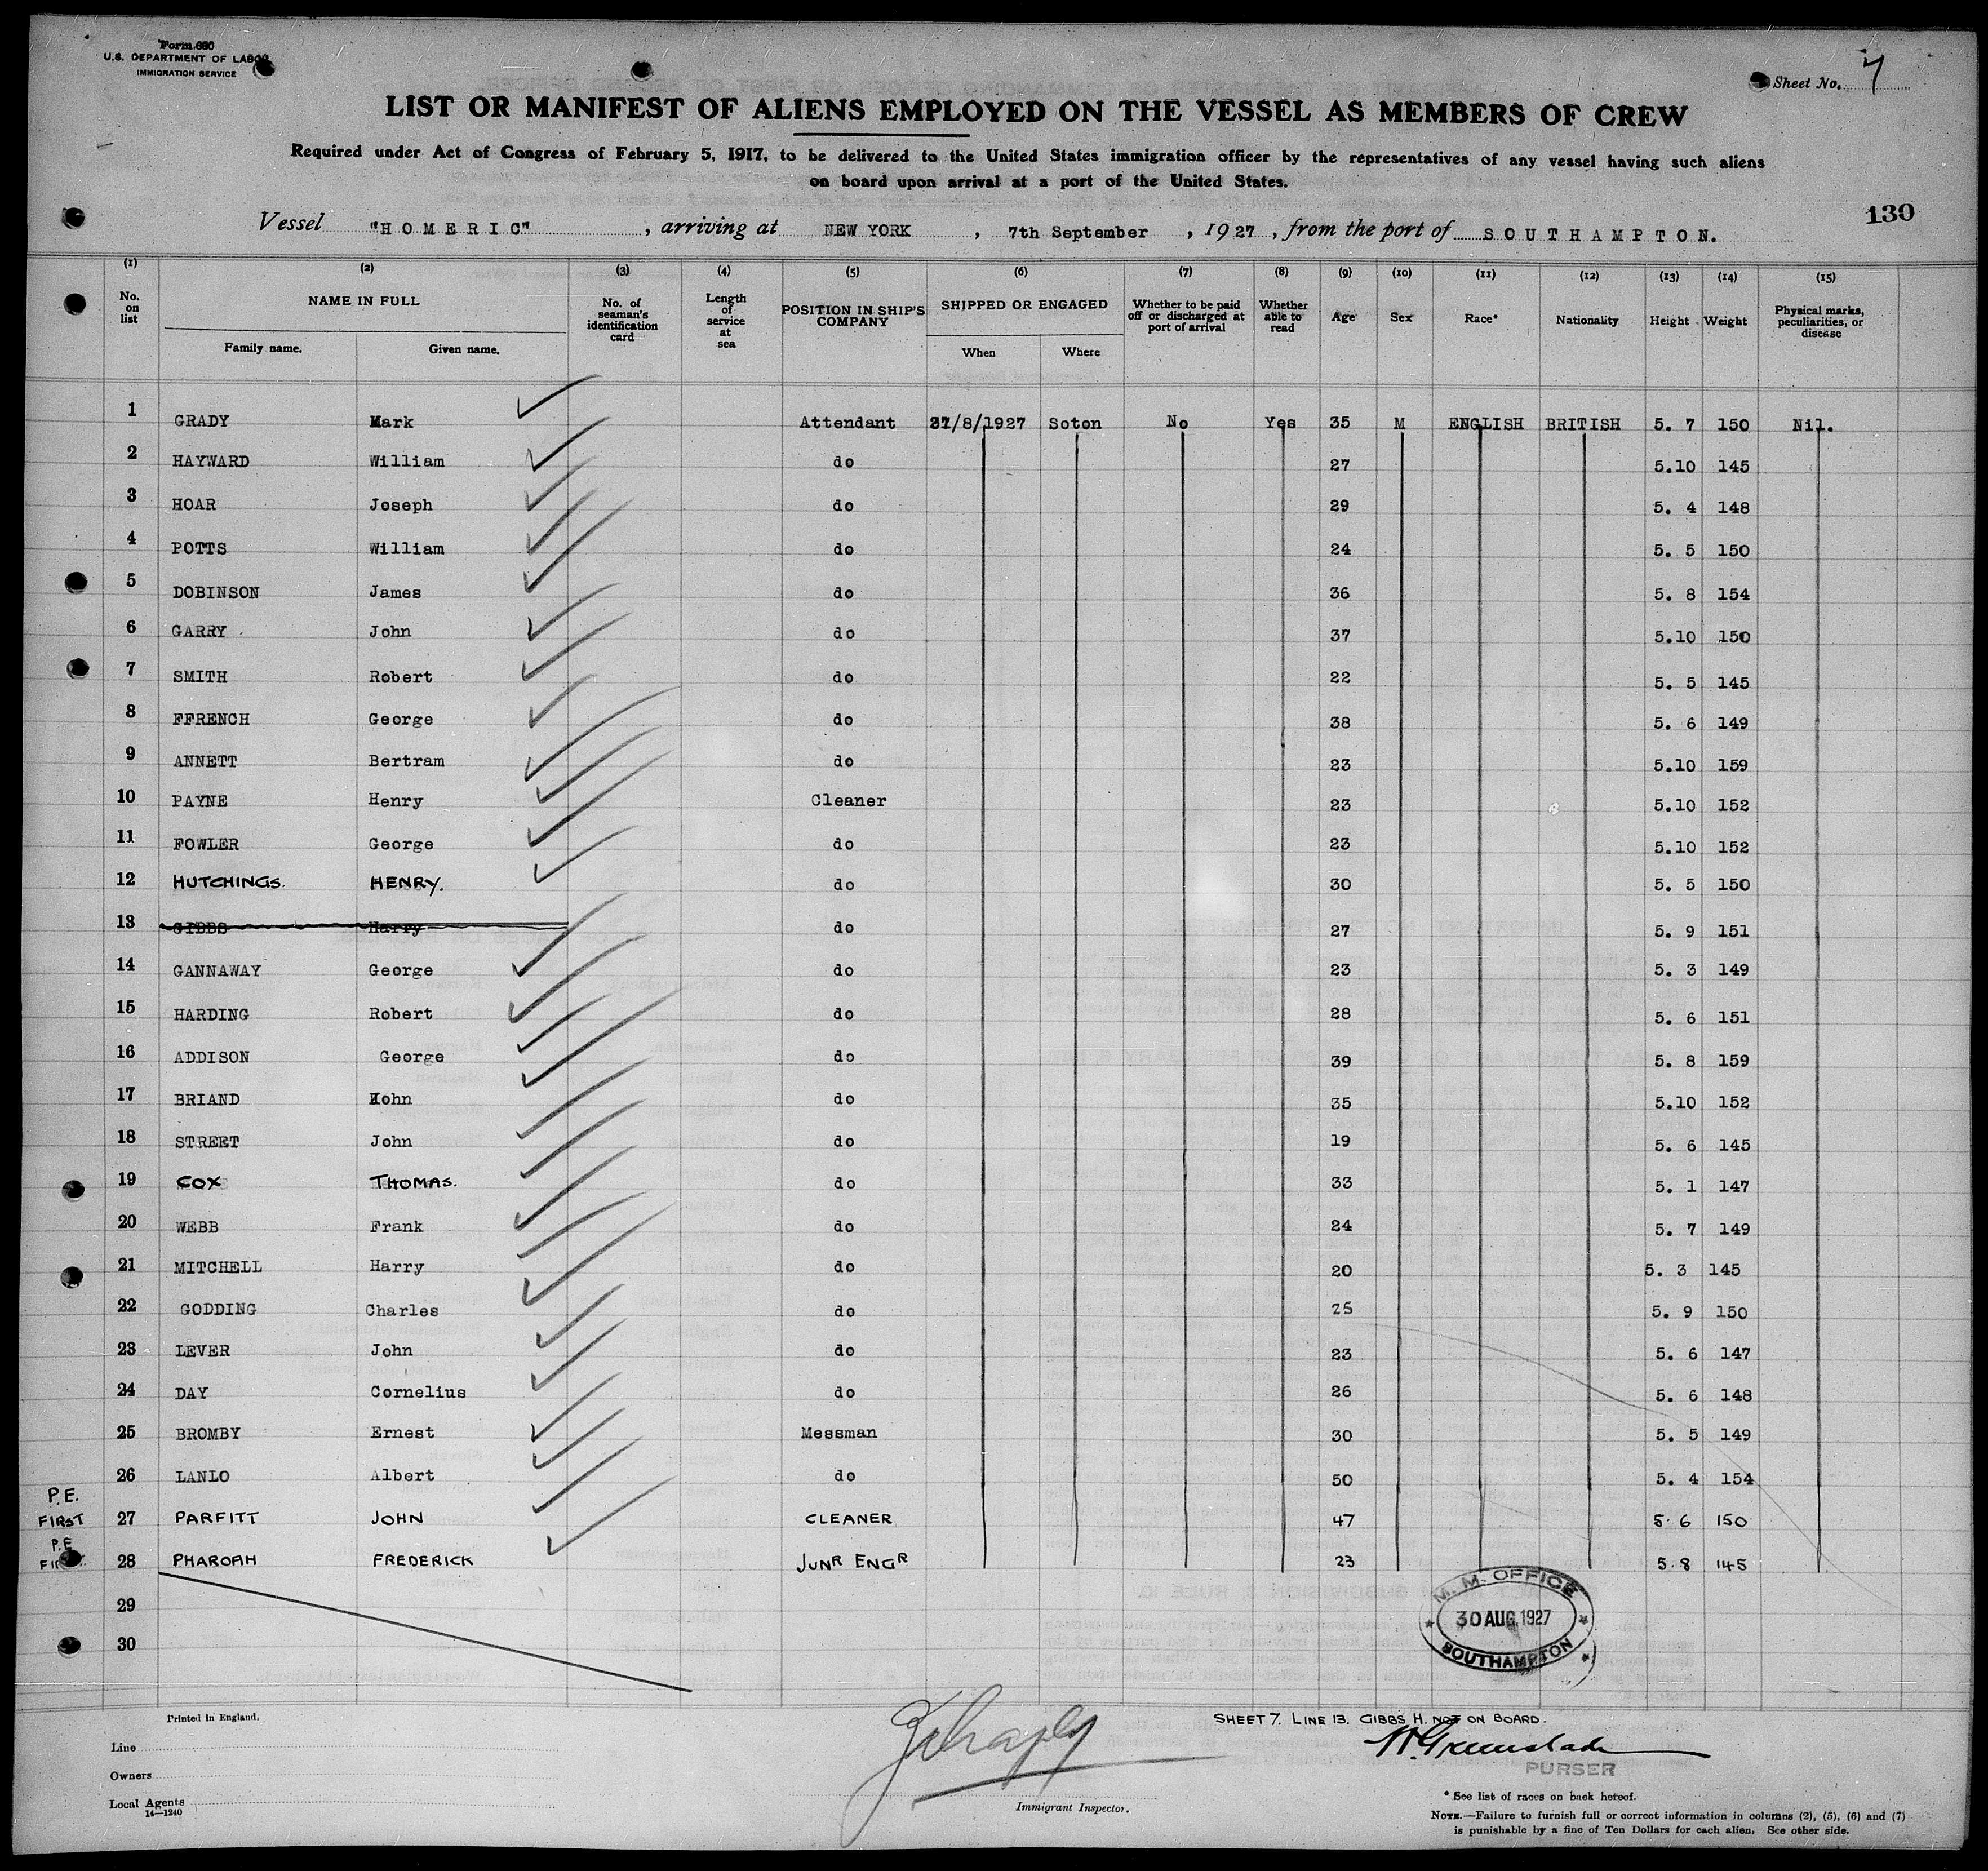 Form 680
U.S. DEPARTMENT OF LABOR
IMMIGRATION SERVICE
Sheet No. 7
LIST OR MANIFEST OF ALIENS EMPLOYED ON THE VESSEL AS MEMBERS OF CREW
Required under Act of Congress of February 5, 1917, to be delivered to the United States immigration officer by the representatives of any vessel having such aliens
on board upon arrival at a port of the United States.
130
Vessel "HOMERIC", arriving at NEW YORK, 7th September, 1927, from the port of SOUTHAMPTON.
(1) (2) (3) (4) (5) (6) (7) (8) (9) (10) (11) (12) (13) (14) (15)
No. on list NAME IN FULL Family name. Given name. No. of seaman's identification card Length of service at sea POSITION IN SHIP'S COMPANY SHIPPED OR ENGAGED When Where Whether to be paid off or discharged at port of arrival Whether able to read Age Sex Race* Nationality Height Weight Physical marks, peculiarities, or disease
1 GRADY Mark Attendant 31/8/1927 Soton No Yes 35 M ENGLISH BRITISH 5. 7 150 Nil.
2 HAYWARD William do 27 5.10 145
3 HOAR Joseph do 29 5. 4 148
4 POTTS William do 24 5. 5 150
5 DOBINSON James do 36 5. 8 154
6 GARRY John do 37 5.10 150
7 SMITH Robert do 22 5. 5 145
8 FFRENCH George do 38 5. 6 149
9 ANNETT Bertram do 23 5.10 159
10 PAYNE Henry Cleaner 23 5.10 152
11 FOWLER George do 23 5.10 152
12 HUTCHINGS. HENRY. do 30 5. 5 150
13 GIBBS Harry do 27 5. 9 151
14 GANNAWAY George do 23 5. 3 149
15 HARDING Robert do 28 5. 6 151
16 ADDISON George do 39 5. 8 159
17 BRIAND John do 35 5.10 152
18 STREET John do 19 5. 6 145
19 COX THOMAS. do 33 5. 1 147
20 WEBB Frank do 24 5. 7 149
21 MITCHELL Harry do 20 5. 3 145
22 GODDING Charles do 25 5. 9 150
23 LEVER John do 23 5. 6 147
24 DAY Cornelius do 26 5. 6 148
25 BROMBY Ernest Messman 30 5. 5 149
26 LANLO Albert do 50 5. 4 154
P.E. FIRST 27 PARFITT JOHN CLEANER 47 5. 6 150
P.E. FIRST. 28 PHAROAH FREDERICK JUNR ENGR 23 5.8 145
29
30
M. M. OFFICE
30 AUG.1927
SOUTHAMPTON
Printed in England.
SHEET 7. LINE 13. GIBBS H. NOT ON BOARD.
Line
PURSER
Owners
Local Agents
14—1240
Immigrant Inspector.
* See list of races on back hereof.
NOTE.—Failure to furnish full or correct information in columns (2), (5), (6) and (7)
is punishable by a fine of Ten Dollars for each alien. See other side.